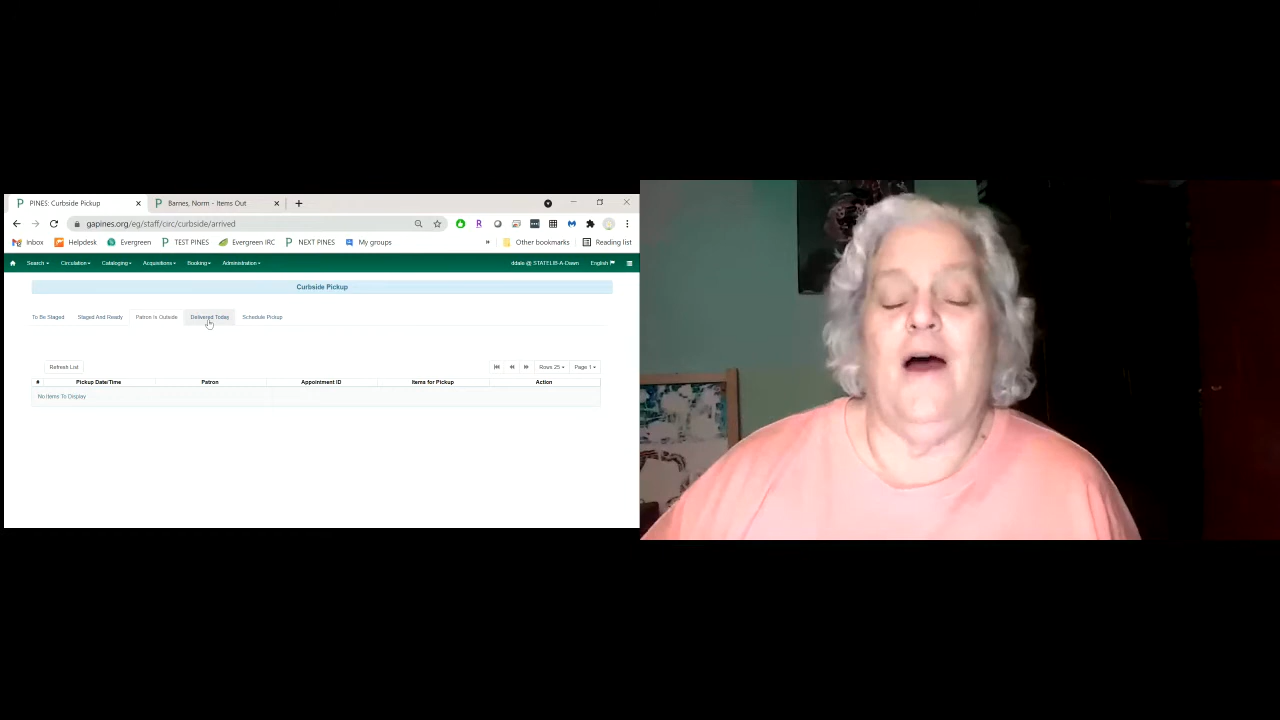 PINES: Curbside Pickup
Barnes, Norm - Items Out
gapines.org/eg/staff/circ/curbside/arrived
Inbox Helpdesk Evergreen TEST PINES Evergreen IRC NEXT PINES My groups » Other bookmarks Reading list
Search Circulation Cataloging Acquisitions Booking Administration ddale @ STATELIB-A-Dawn English
Curbside Pickup
To Be Staged Staged And Ready Patron Is Outside Delivered Today Schedule Pickup
Refresh List Rows 25 Page 1
# Pickup Date/Time Patron Appointment ID Items for Pickup Action
No Items To Display